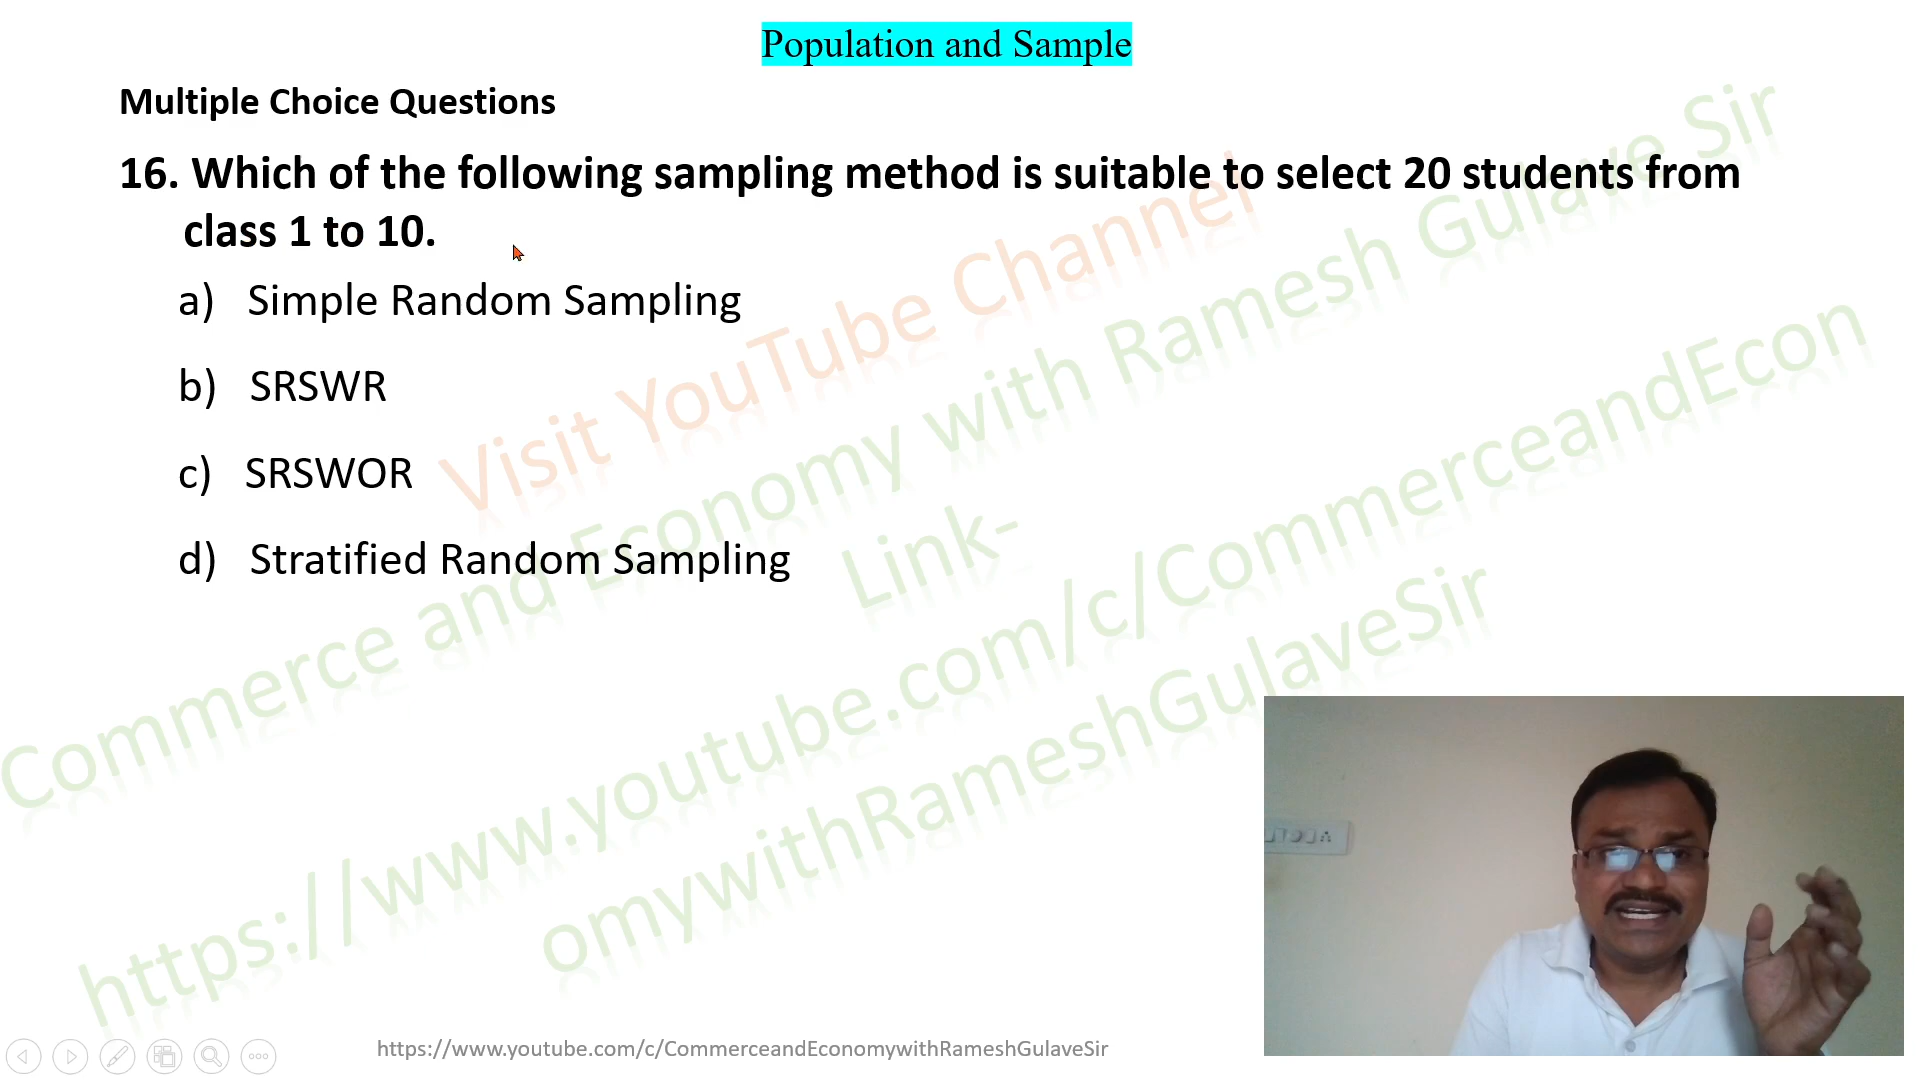 Population and Sample
Multiple Choice Questions
16. Which of the following sampling method is suitable to select 20 students from
class 1 to 10.
a) Simple Random Sampling
b) SRSWR
c) SRSWOR
d) Stratified Random Sampling
Visit YouTube Channel
Commerce and Economy with Ramesh Gulave Sir
Link-
https://www.youtube.com/c/CommerceandEcon
omywithRameshGulaveSir
https://www.youtube.com/c/CommerceandEconomywithRameshGulaveSir